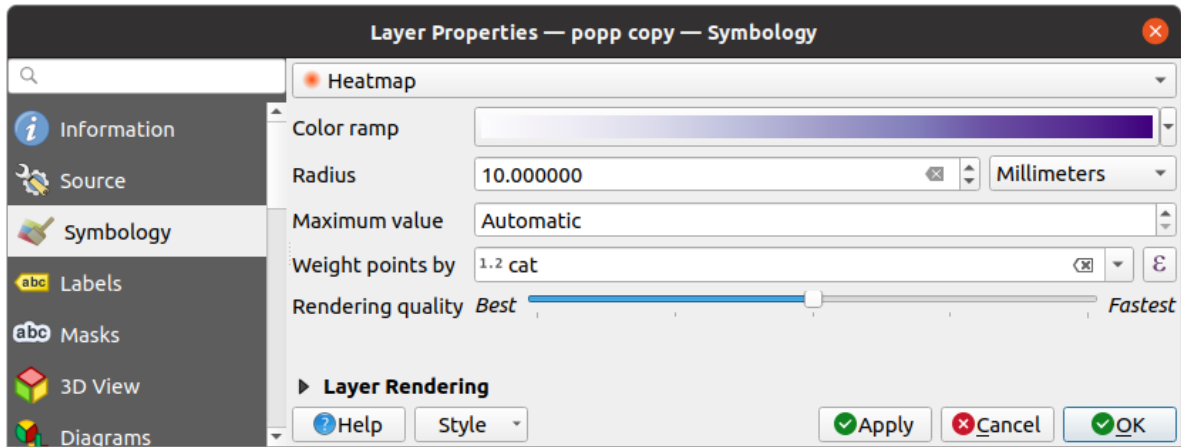 Layer Properties — popp copy — Symbology
Heatmap
Information
Color ramp
Source
Radius 10.000000 Millimeters
Symbology
Maximum value Automatic
Weight points by 1.2 cat ε
abc Labels
Rendering quality Best Fastest
abc Masks
3D View
Layer Rendering
Diagrams
Help Style Apply Cancel OK